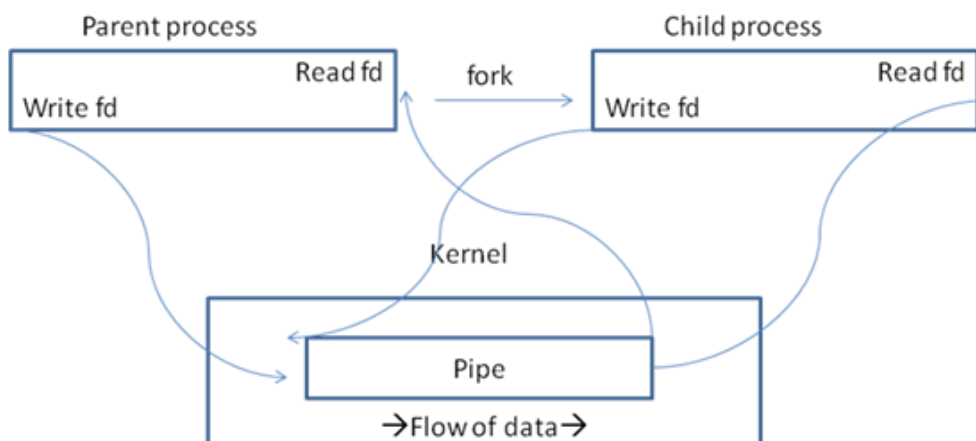 Parent process
Child process
Read fd
fork
Read fd
Write fd
Write fd
Kernel
Pipe
→Flow of data→